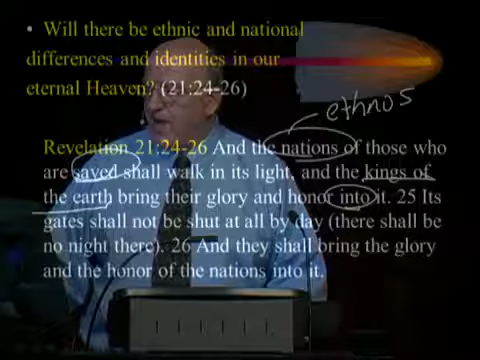 • Will there be ethnic and national
differences and identities in our
eternal Heaven? (21:24-26)
ethnos
Revelation 21:24-26 And the nations of those who
are saved shall walk in its light, and the kings of
the earth bring their glory and honor into it. 25 Its
gates shall not be shut at all by day (there shall be
no night there). 26 And they shall bring the glory
and the honor of the nations into it.